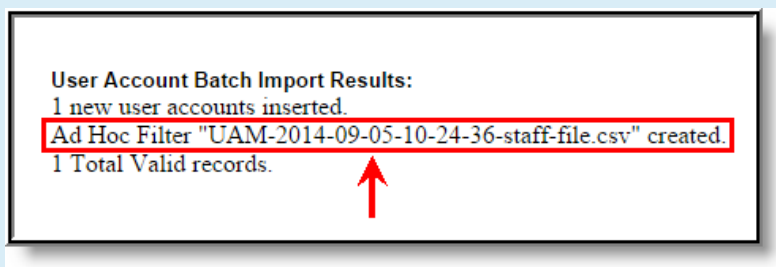 User Account Batch Import Results:
1 new user accounts inserted.
Ad Hoc Filter "UAM-2014-09-05-10-24-36-staff-file.csv" created.
1 Total Valid records.